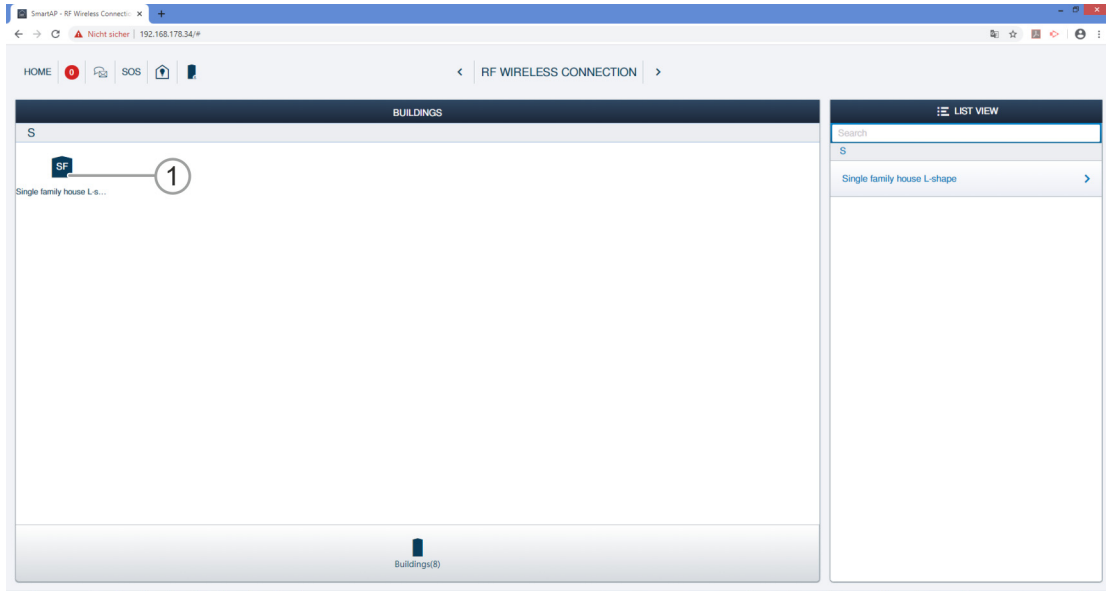 SmartAP - RF Wireless Connectio
Nicht sicher | 192.168.178.34/#
HOME 0 SOS RF WIRELESS CONNECTION
BUILDINGS
S
SF
1
Single family house L-s...
Buildings(8)
LIST VIEW
Search
S
Single family house L-shape